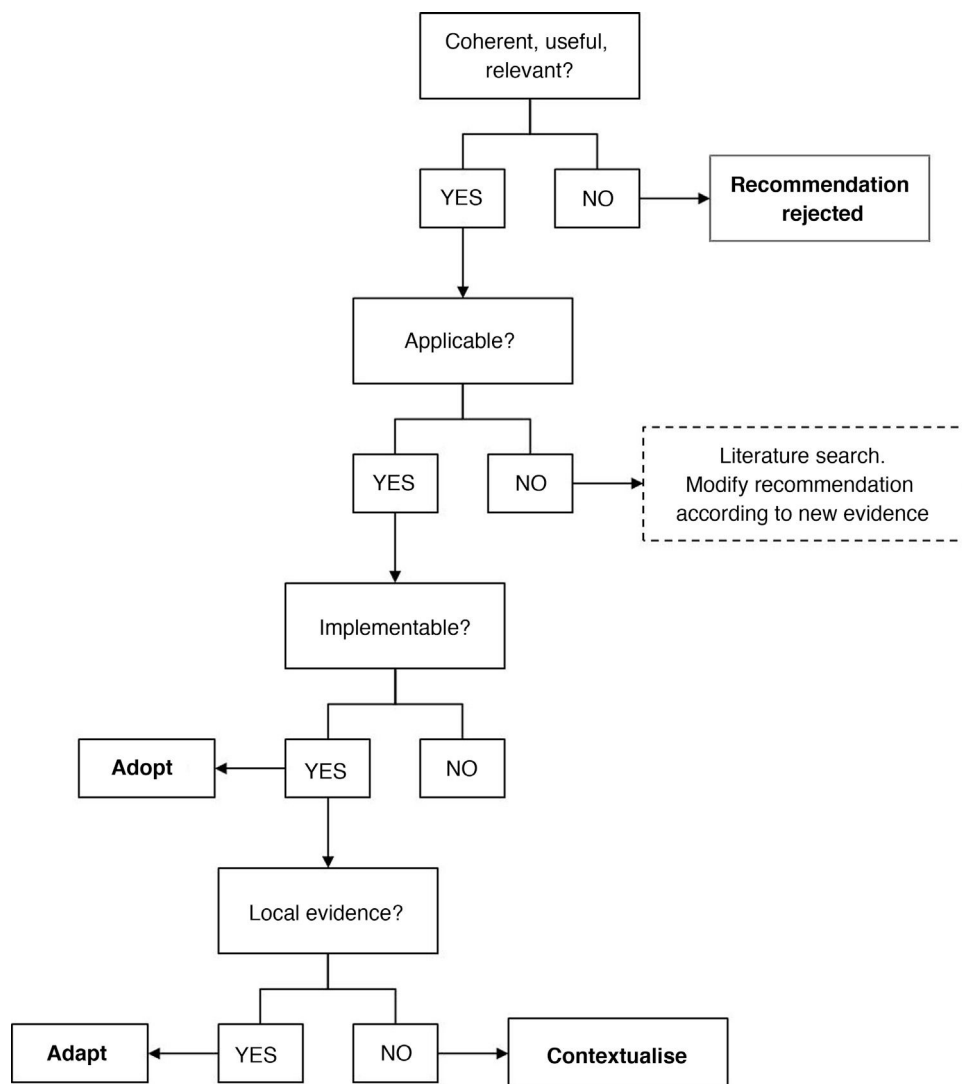 Coherent, useful,
relevant?
YES
NO
Recommendation
rejected
Applicable?
YES
NO
Literature search.
Modify recommendation
according to new evidence
Implementable?
Adopt
YES
NO
Local evidence?
Adapt
YES
NO
Contextualise